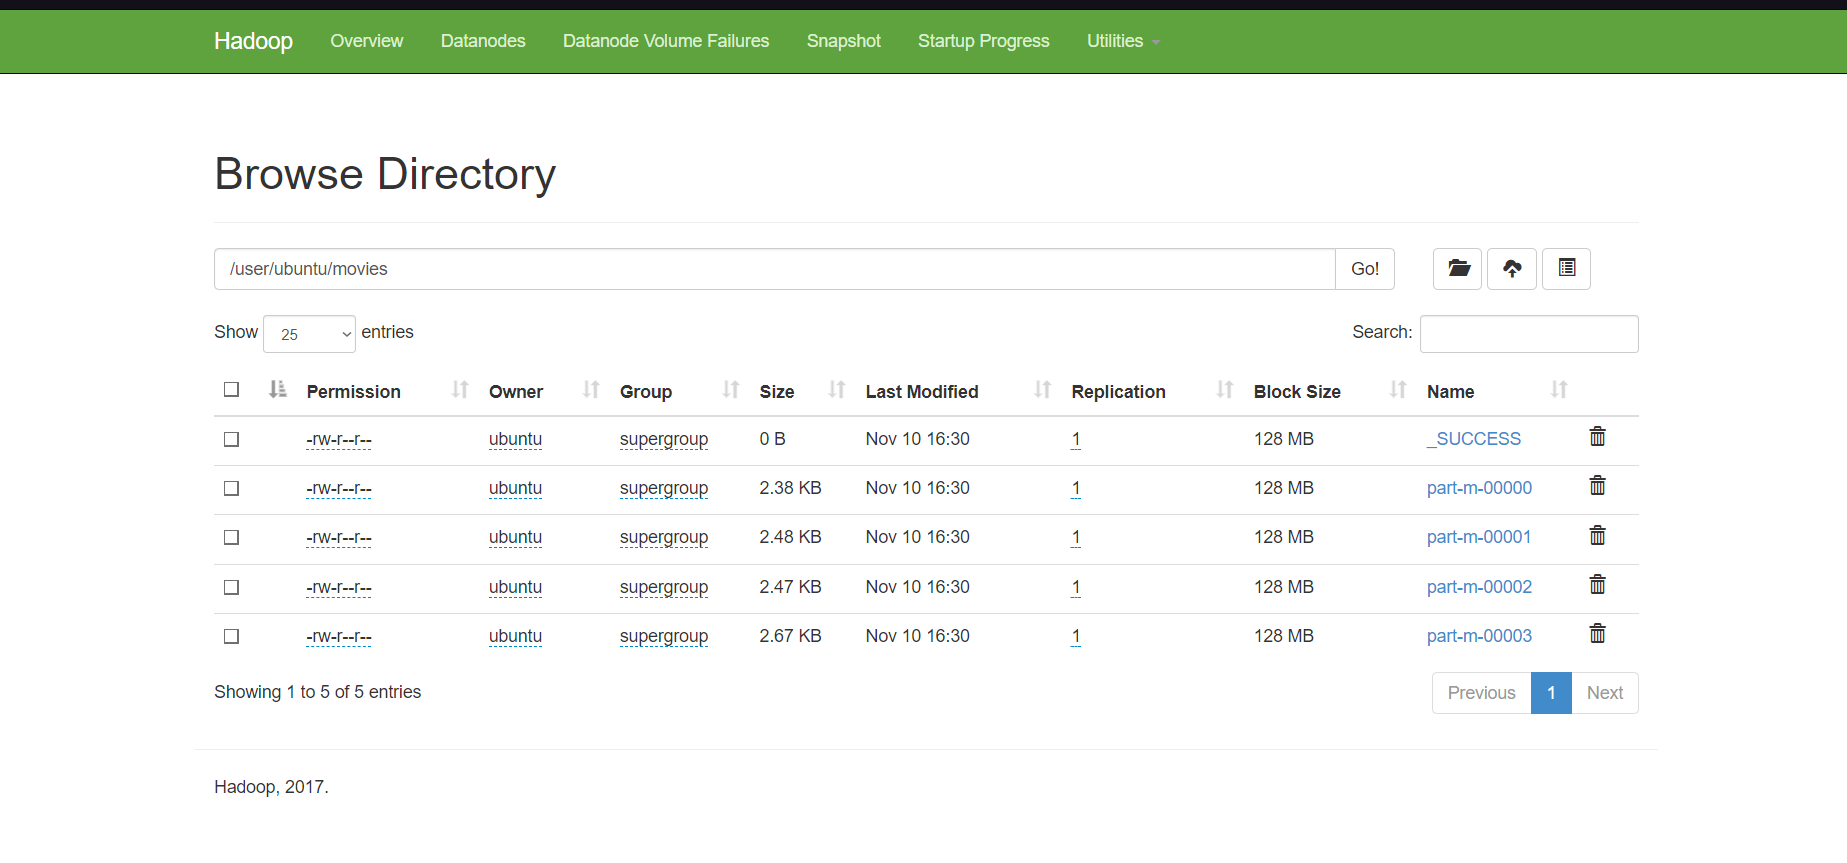 Hadoop Overview Datanodes Datanode Volume Failures Snapshot Startup Progress Utilities
Browse Directory
/user/ubuntu/movies Go!
Show 25 entries Search:
Permission Owner Group Size Last Modified Replication Block Size Name
-rw-r--r-- ubuntu supergroup 0 B Nov 10 16:30 1 128 MB _SUCCESS
-rw-r--r-- ubuntu supergroup 2.38 KB Nov 10 16:30 1 128 MB part-m-00000
-rw-r--r-- ubuntu supergroup 2.48 KB Nov 10 16:30 1 128 MB part-m-00001
-rw-r--r-- ubuntu supergroup 2.47 KB Nov 10 16:30 1 128 MB part-m-00002
-rw-r--r-- ubuntu supergroup 2.67 KB Nov 10 16:30 1 128 MB part-m-00003
Showing 1 to 5 of 5 entries Previous 1 Next
Hadoop, 2017.